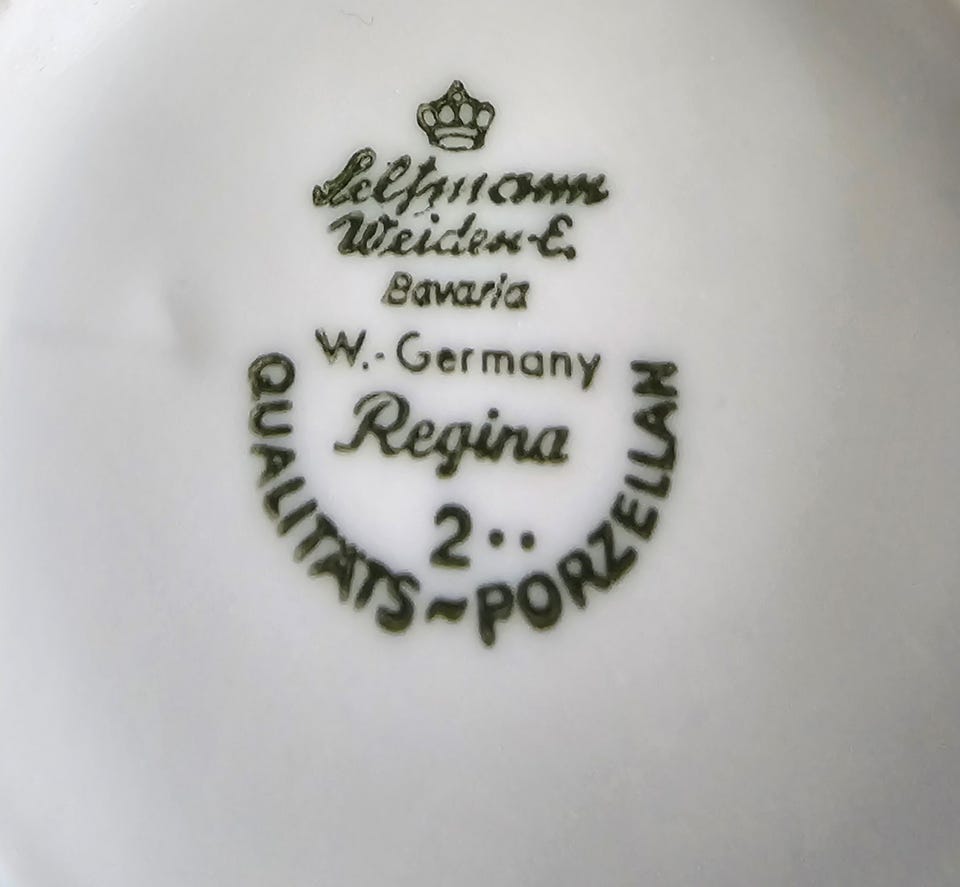 Seltmann
Weiden-E.
Bavaria
W.-Germany
Regina
2..
QUALITÄTS~PORZELLAN